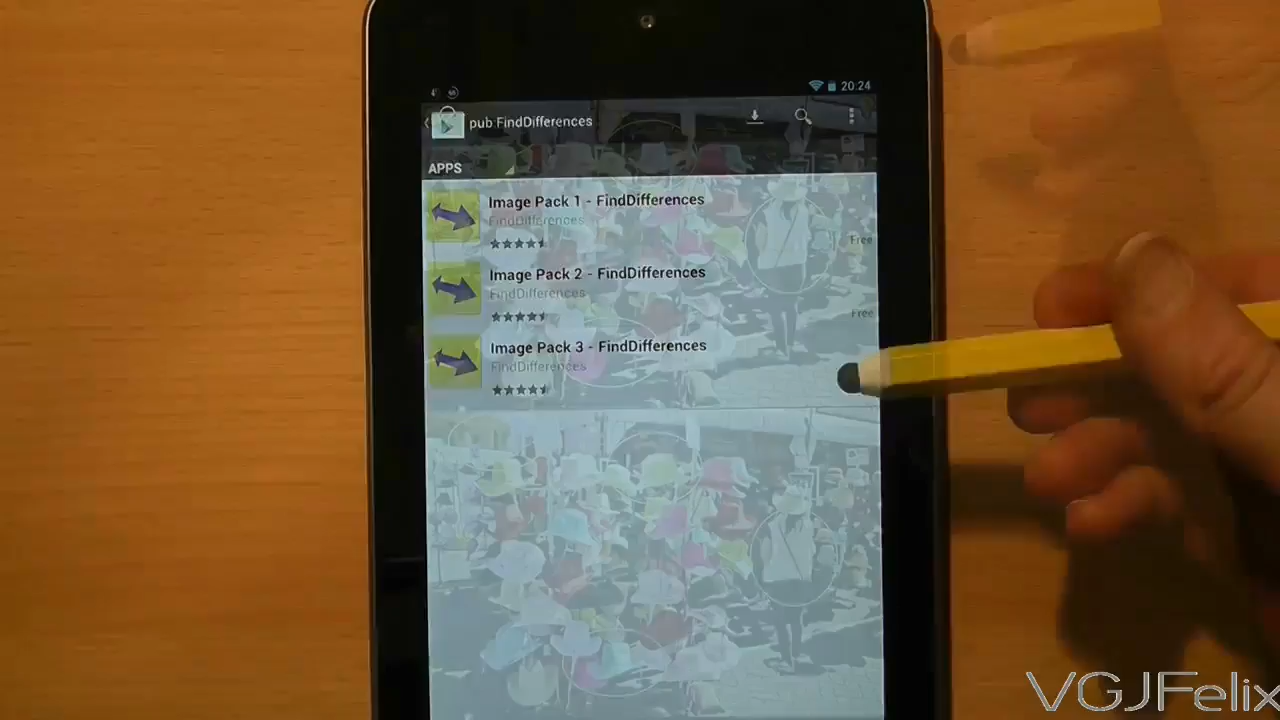 20:24
pub FindDifferences
APPS
Image Pack 1 - FindDifferences
FindDifferences
Free
Image Pack 2 - FindDifferences
FindDifferences
Free
Image Pack 3 - FindDifferences
FindDifferences
VGJFelix